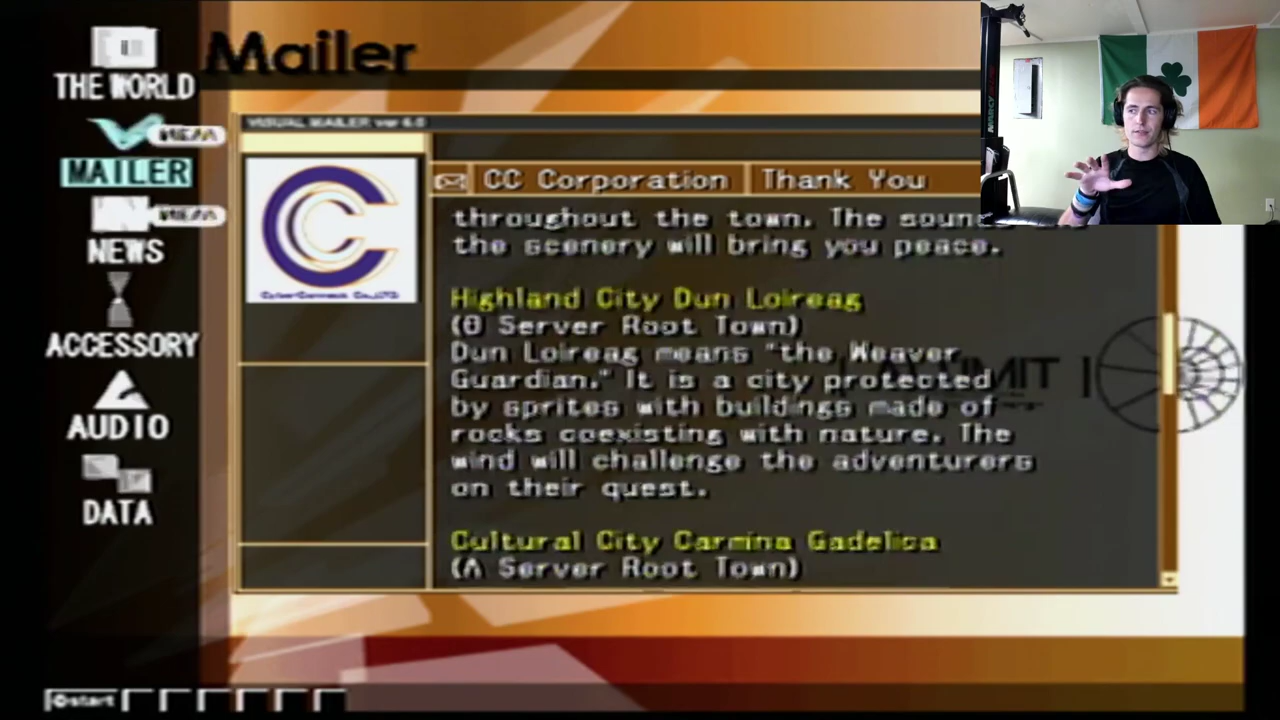 THE WORLD
MAILER
NEWS
ACCESSORY
AUDIO
DATA
Mailer
VISUAL MAILER ver 6.0
CC Corporation
Thank You
throughout the town. The soun
the scenery will bring you peace.
Highland City Dun Loireag
(Θ Server Root Town)
Dun Loireag means "the Weaver
Guardian." It is a city protected
by sprites with buildings made of
rocks coexisting with nature. The
wind will challenge the adventurers
on their quest.
Cultural City Carmina Gadelica
(Λ Server Root Town)
start